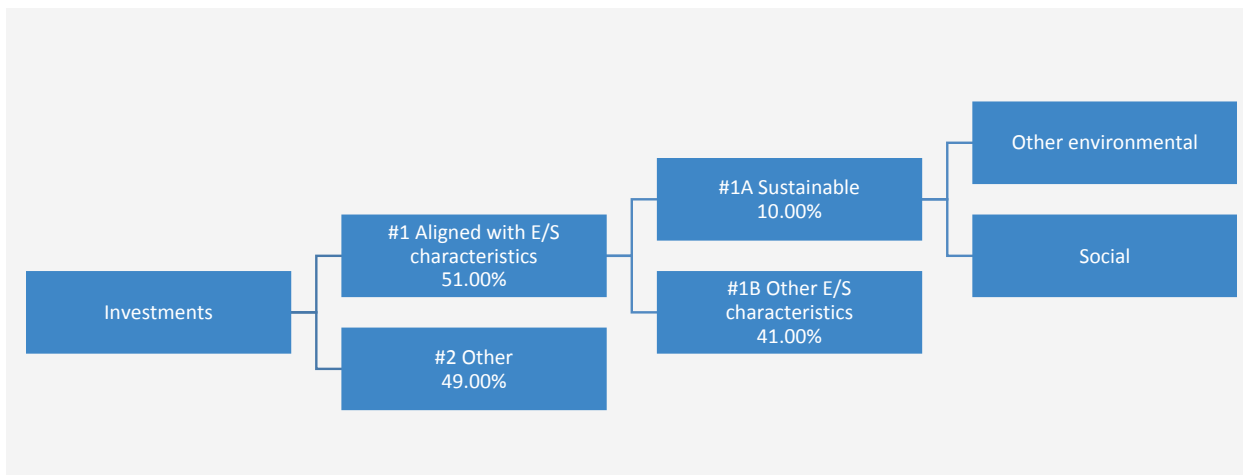 Investments
#1 Aligned with E/S
characteristics
51.00%
#2 Other
49.00%
#1A Sustainable
10.00%
#1B Other E/S
characteristics
41.00%
Other environmental
Social